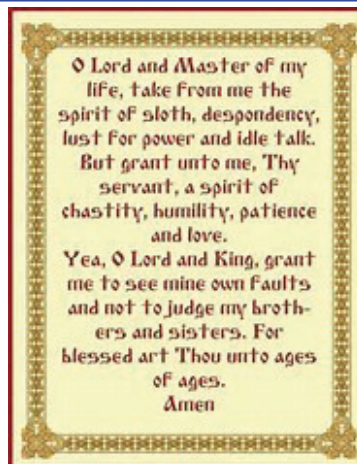 O Lord and Master of my
life, take from me the
spirit of sloth, despondency,
lust for power and idle talk.
But grant unto me, Thy
servant, a spirit of
chastity, humility, patience
and love.
Yea, O Lord and King, grant
me to see mine own faults
and not to judge my broth-
ers and sisters. For
blessed art Thou unto ages
of ages.
Amen